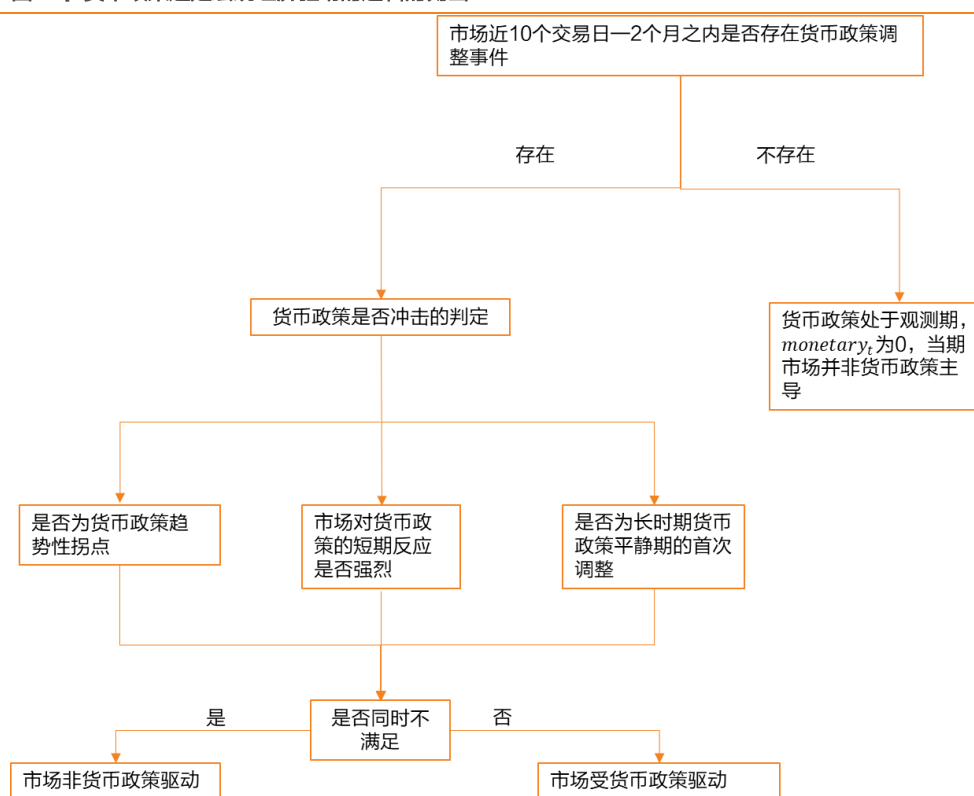 市场近10个交易日—2个月之内是否存在货币政策调
整事件
存在
不存在
货币政策是否冲击的判定
货币政策处于观测期，
monetaryₜ为0，当期
市场并非货币政策主
导
是否为货币政策趋
势性拐点
市场对货币政
策的短期反应
是否强烈
是否为长时期货币
政策平静期的首次
调整
是
是否同时不
满足
否
市场非货币政策驱动
市场受货币政策驱动